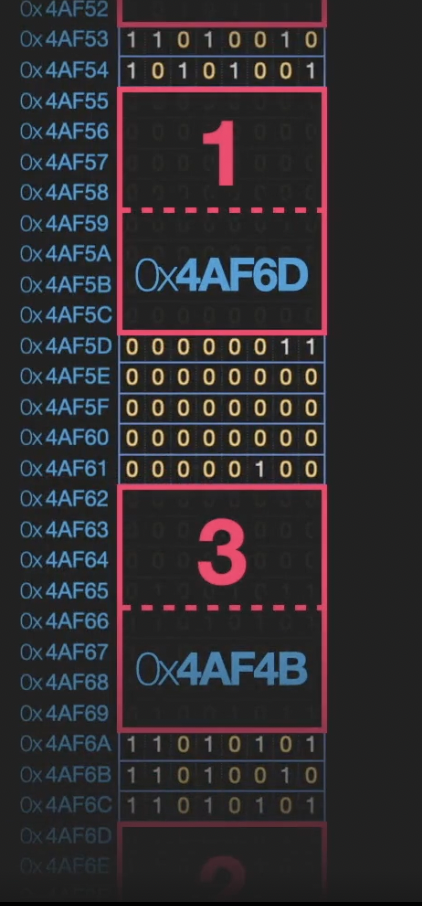 0x4AF52
0x4AF53 1 1 0 1 0 0 1 0
0x4AF54 1 0 1 0 1 0 0 1
0x4AF55
0x4AF56
1
0x4AF57
0x4AF58
0x4AF59
0x4AF5A
0x4AF6D
0x4AF5B
0x4AF5C
0x4AF5D 0 0 0 0 0 0 1 1
0x4AF5E 0 0 0 0 0 0 0 0
0x4AF5F 0 0 0 0 0 0 0 0
0x4AF60 0 0 0 0 0 0 0 0
0x4AF61 0 0 0 0 0 1 0 0
0x4AF62
0x4AF63
3
0x4AF64
0x4AF65
0x4AF66
0x4AF67
0x4AF4B
0x4AF68
0x4AF69
0x4AF6A 1 1 0 1 0 1 0 1
0x4AF6B 1 1 0 1 0 0 1 0
0x4AF6C 1 1 0 1 0 1 0 1
0x4AF6D
0x4AF6E
2